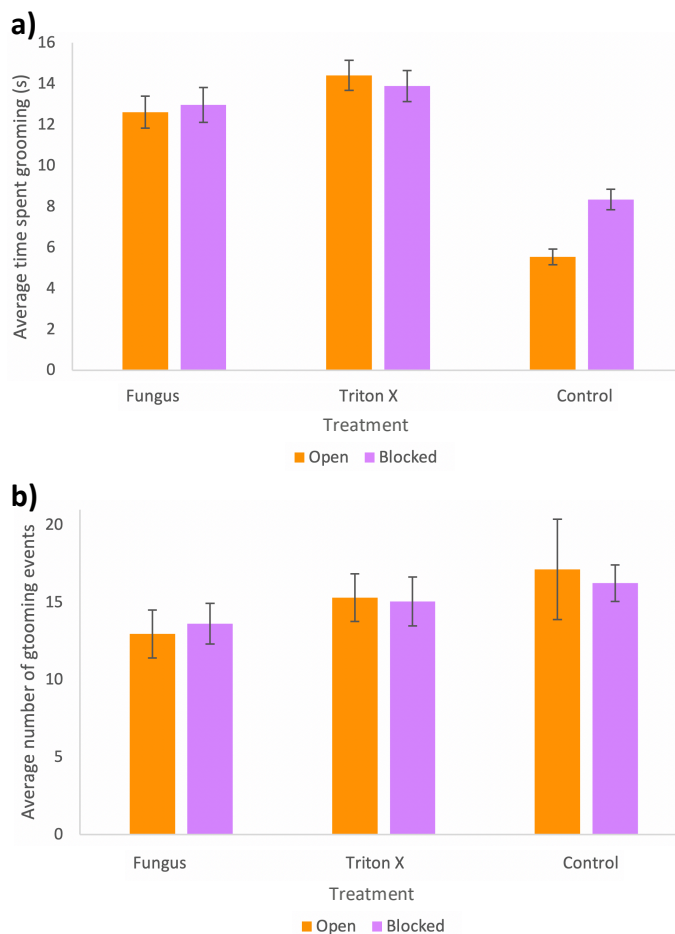 a)
16
14
12
10
8
6
4
2
0
Average time spent grooming (s)
Fungus Triton X Control
Treatment
Open Blocked
b)
20
15
10
5
0
Average number of gtooming events
Fungus Triton X Control
Treatment
Open Blocked